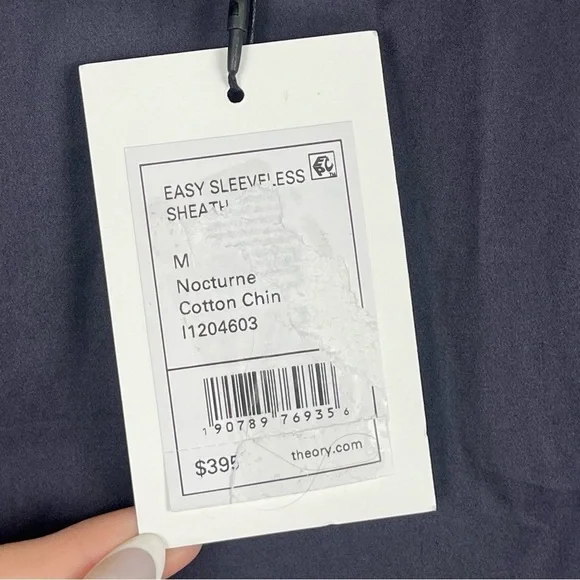 EASY SLEEVELESS
SHEATH
M
Nocturne
Cotton Chin
I1204603
1 90789 76935 6
$395
theory.com